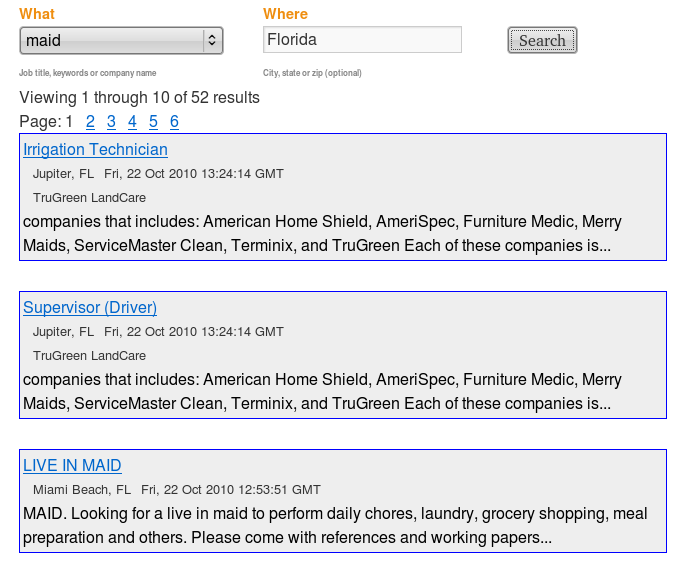 What Where
maid Florida Search
Job title, keywords or company name City, state or zip (optional)
Viewing 1 through 10 of 52 results
Page: 1 2 3 4 5 6
Irrigation Technician
Jupiter, FL Fri, 22 Oct 2010 13:24:14 GMT
TruGreen LandCare
companies that includes: American Home Shield, AmeriSpec, Furniture Medic, Merry
Maids, ServiceMaster Clean, Terminix, and TruGreen Each of these companies is...
Supervisor (Driver)
Jupiter, FL Fri, 22 Oct 2010 13:24:14 GMT
TruGreen LandCare
companies that includes: American Home Shield, AmeriSpec, Furniture Medic, Merry
Maids, ServiceMaster Clean, Terminix, and TruGreen Each of these companies is...
LIVE IN MAID
Miami Beach, FL Fri, 22 Oct 2010 12:53:51 GMT
MAID. Looking for a live in maid to perform daily chores, laundry, grocery shopping, meal
preparation and others. Please come with references and working papers...